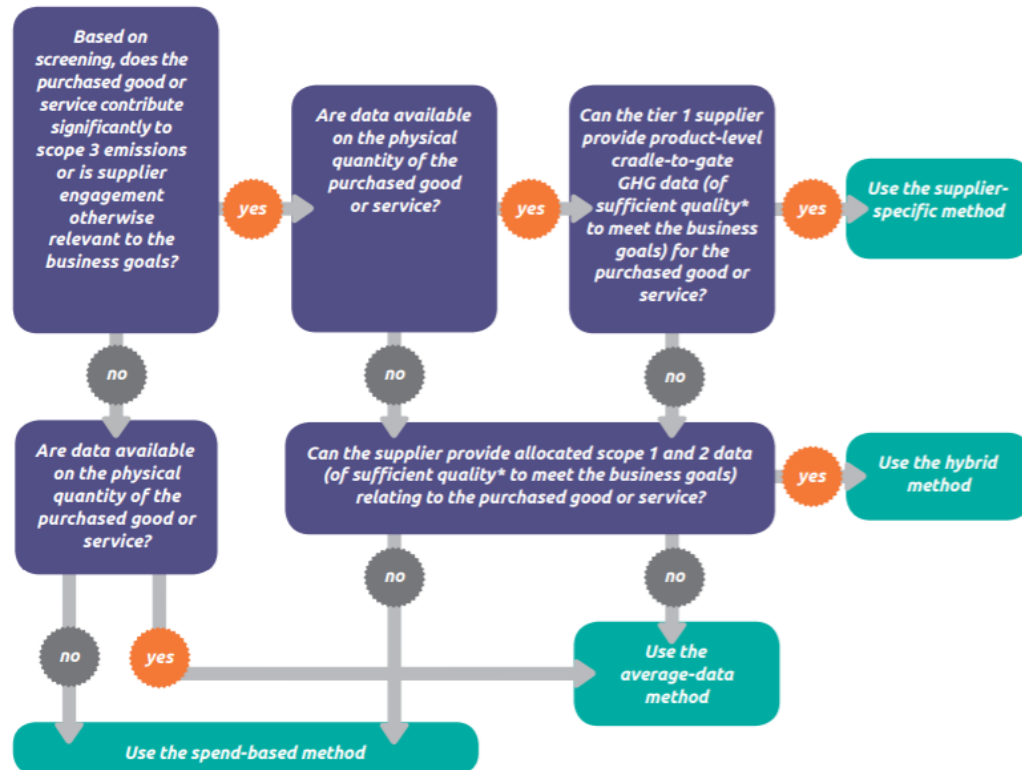 Based on
screening, does the
purchased good or
service contribute
significantly to
scope 3 emissions
or is supplier
engagement
otherwise
relevant to the
business goals?
yes
Are data available
on the physical
quantity of the
purchased good
or service?
yes
Can the tier 1 supplier
provide product-level
cradle-to-gate
GHG data (of
sufficient quality*
to meet the business
goals) for the
purchased good or
service?
yes
Use the supplier-
specific method
no
no
no
Are data available
on the physical
quantity of the
purchased good or
service?
Can the supplier provide allocated scope 1 and 2 data
(of sufficient quality* to meet the business goals)
relating to the purchased good or service?
yes
Use the hybrid
method
no
yes
no
no
Use the
average-data
method
Use the spend-based method